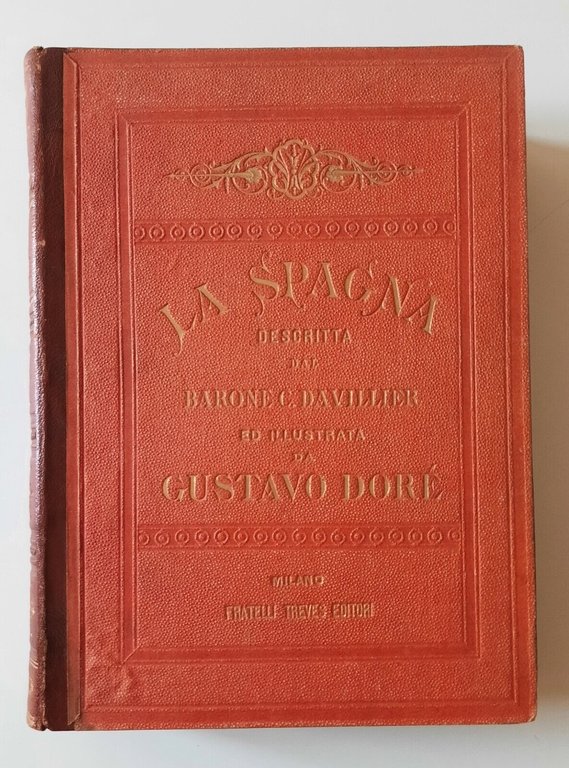 LA SPAGNA
DESCRITTA
DAL
BARONE C. DAVILLIER
ED ILLUSTRATA
DA
GUSTAVO DORÉ
MILANO
FRATELLI TREVES EDITORI